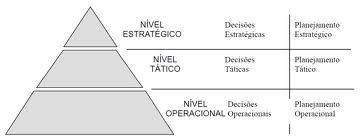 NÍVEL
ESTRATÉGICO
Decisões
Estratégicas
Planejamento
Estratégico
NÍVEL
TÁTICO
Decisões
Táticas
Planejamento
Tático
NÍVEL
OPERACIONAL
Decisões
Operacionais
Planejamento
Operacional